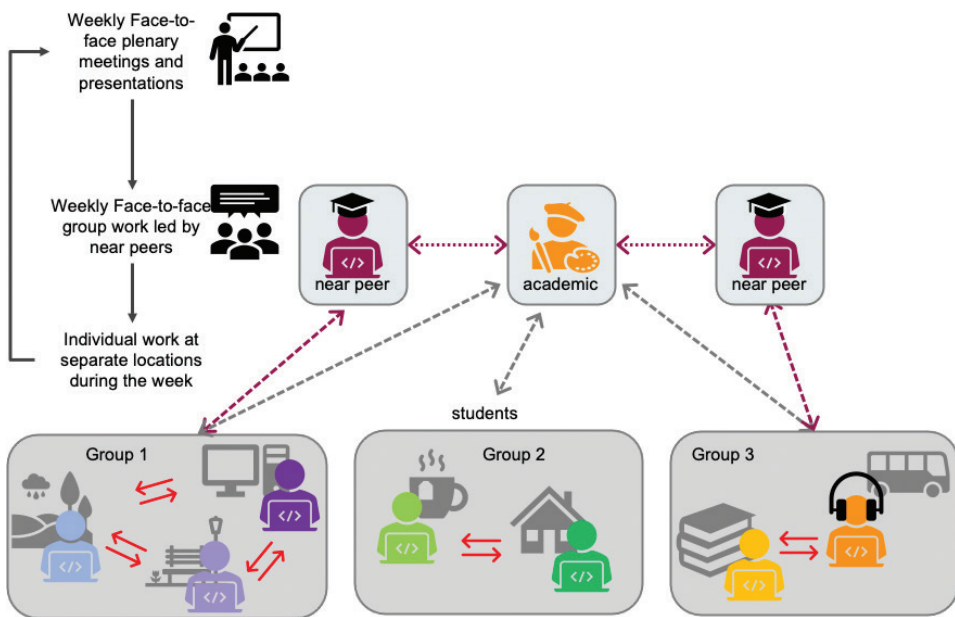 Weekly Face-to-
face plenary
meetings and
presentations
Weekly Face-to-face
group work led by
near peers
Individual work at
separate locations
during the week
near peer
academic
near peer
students
Group 1
Group 2
Group 3
</>
</>
</>
</>
</>
</>
</>
</>
</>